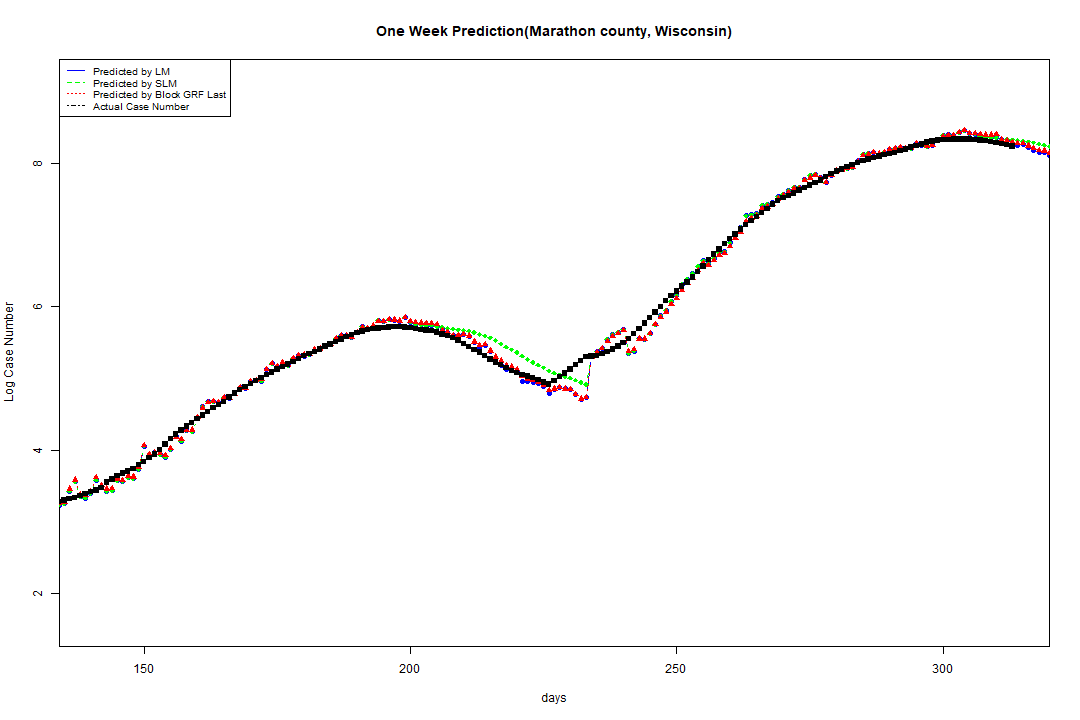 One Week Prediction(Marathon county, Wisconsin)
Predicted by LM
Predicted by SLM
Predicted by Block GRF Last
Actual Case Number
8
6
4
2
Log Case Number
150 200 250 300
days